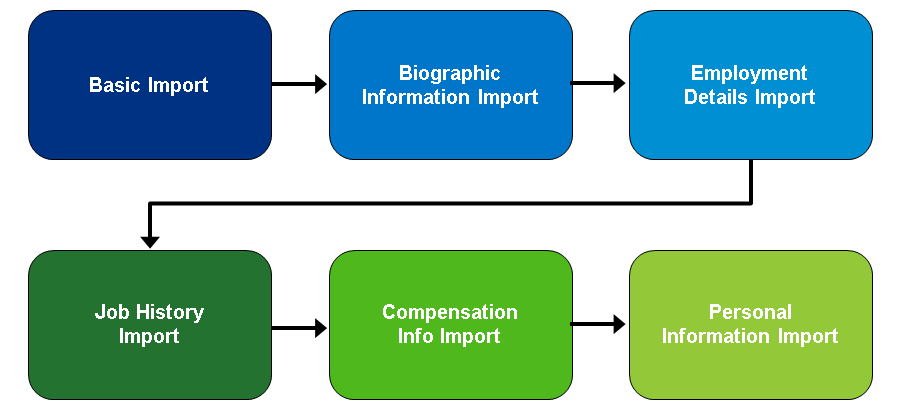 Basic Import
Biographic
Information Import
Employment
Details Import
Job History
Import
Compensation
Info Import
Personal
Information Import